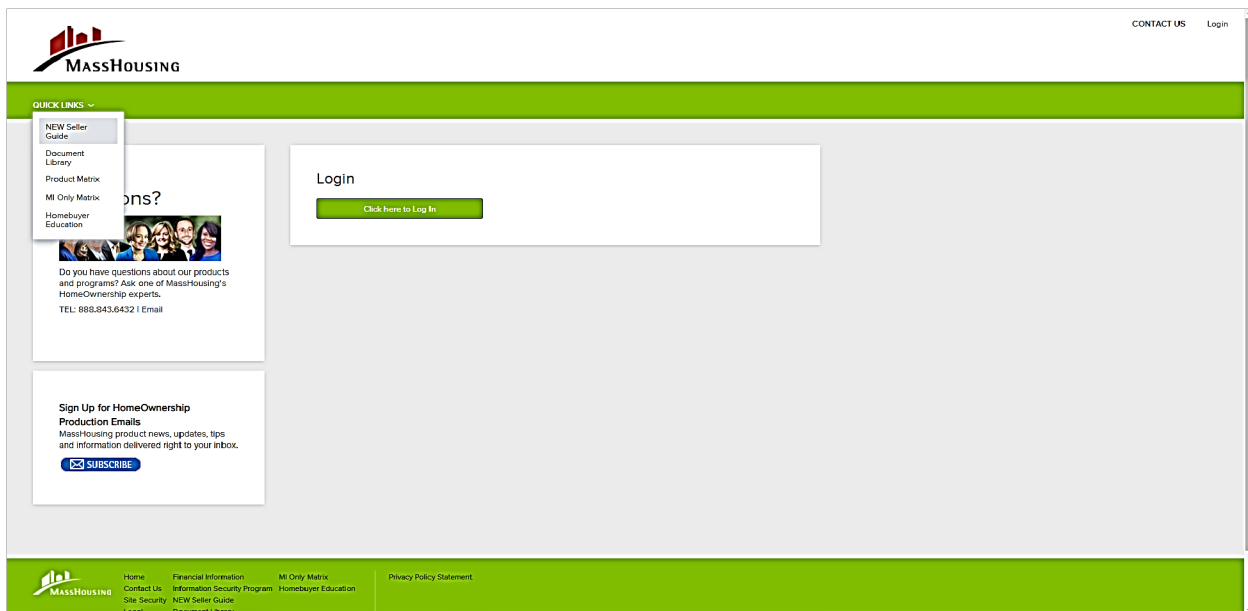 CONTACT US Login
MASSHOUSING
QUICK LINKS
NEW Seller
Guide
Document
Library
Product Matrix
MI Only Matrix
Homebuyer
Education
ons?
Do you have questions about our products
and programs? Ask one of MassHousing's
HomeOwnership experts.
TEL: 888.843.6432 | Email
Login
Click here to Log In
Sign Up for HomeOwnership
Production Emails
MassHousing product news, updates, tips
and information delivered right to your inbox.
SUBSCRIBE
MASSHOUSING
Home Financial Information MI Only Matrix Privacy Policy Statement
Contact Us Information Security Program Homebuyer Education
Site Security NEW Seller Guide